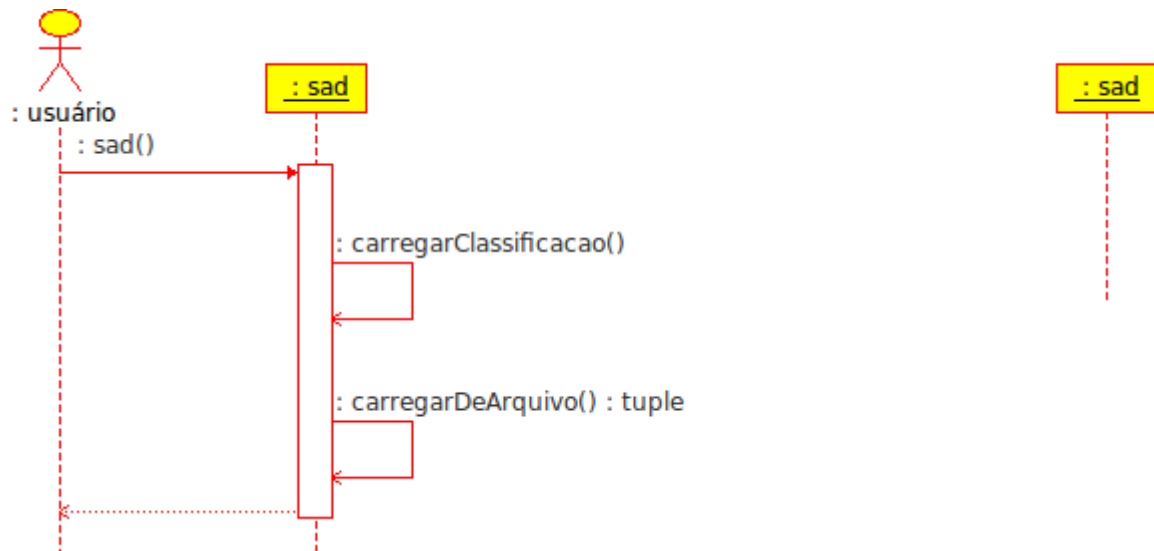 : usuário
: sad
: sad
: sad()
: carregarClassificacao()
: carregarDeArquivo() : tuple